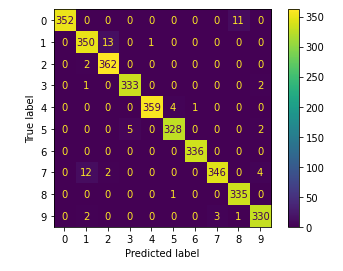 0 352 0 0 0 0 0 0 0 11 0
1 0 350 13 0 1 0 0 0 0 0
2 0 2 362 0 0 0 0 0 0 0
3 0 1 0 333 0 0 0 0 0 2
4 0 0 0 0 359 4 1 0 0 0
5 0 0 0 5 0 328 0 0 0 2
6 0 0 0 0 0 0 336 0 0 0
7 0 12 2 0 0 0 0 346 0 4
8 0 0 0 0 0 1 0 0 335 0
9 0 2 0 0 0 0 0 3 1 330
0 1 2 3 4 5 6 7 8 9
Predicted label
True label
350
300
250
200
150
100
50
0